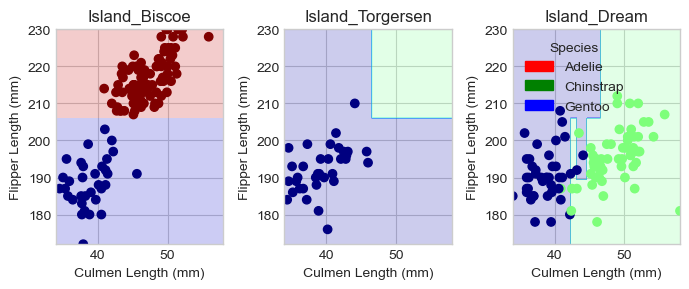 Island_Biscoe
230
220
210
200
190
180
40
50
Flipper Length (mm)
Culmen Length (mm)
Island_Torgersen
230
220
210
200
190
180
40
50
Flipper Length (mm)
Culmen Length (mm)
Island_Dream
230
220
210
200
190
180
40
50
Flipper Length (mm)
Culmen Length (mm)
Species
Adelie
Chinstrap
Gentoo